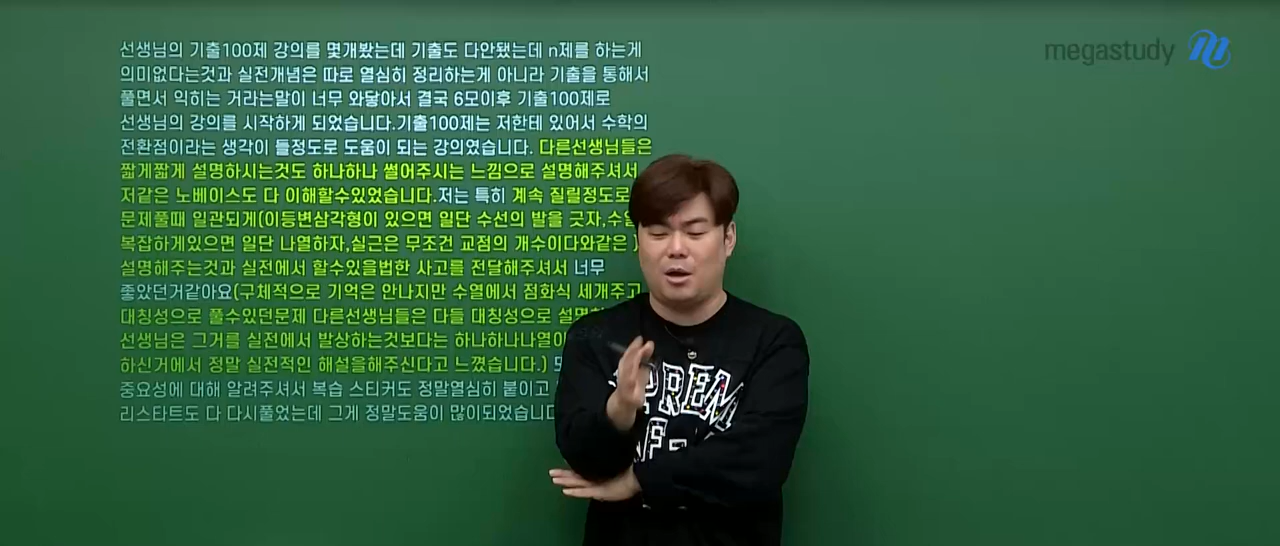 선생님의 기출100제 강의를 몇개봤는데 기출도 다안됐는데 n제를 하는게
의미없다는것과 실전개념은 따로 열심히 정리하는게 아니라 기출을 통해서
풀면서 익히는 거라는말이 너무 와닿아서 결국 6모이후 기출100제로
선생님의 강의를 시작하게 되었습니다.기출100제는 저한테 있어서 수학의
전환점이라는 생각이 들정도로 도움이 되는 강의였습니다. 다른선생님들은
짧게짧게 설명하시는것도 하나하나 썰어주시는 느낌으로 설명해주셔서
저같은 노베이스도 다 이해할수있었습니다.저는 특히 계속 질릴정도로
문제풀때 일관되게(이등변삼각형이 있으면 일단 수선의 발을 긋자,수열
복잡하게있으면 일단 나열하자,실근은 무조건 교점의 개수이다와같은 )
설명해주는것과 실전에서 할수있을법한 사고를 전달해주셔서 너무
좋았던거같아요(구체적으로 기억은 안나지만 수열에서 점화식 세개주고
대칭성으로 풀수있던문제 다른선생님들은 다들 대칭성으로
선생님은 그거를 실전에서 발상하는것보다는 하나하나나열
하신거에서 정말 실전적인 해설을해주신다고 느꼈습니다.)
중요성에 대해 알려주셔서 복습 스티커도 정말열심히 붙이고
리스타트도 다 다시풀었는데 그게 정말도움이 많이되었습니다
megastudy